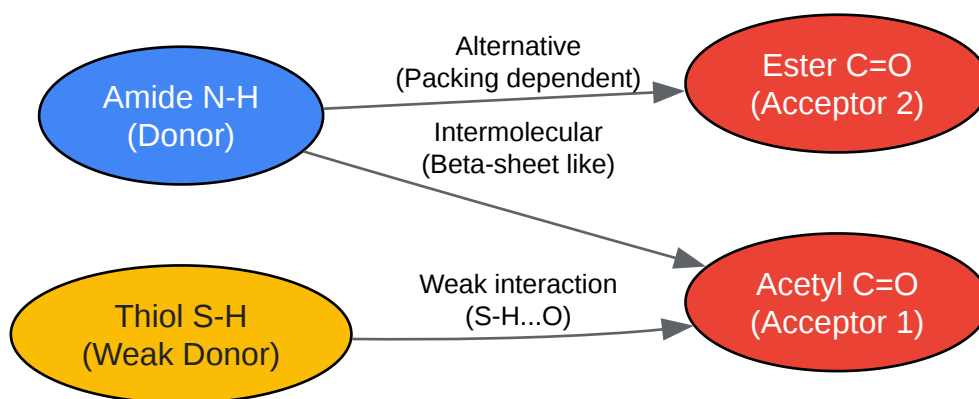 Amide N-H
(Donor)
Alternative
(Packing dependent)
Ester C=O
(Acceptor 2)
Intermolecular
(Beta-sheet like)
Thiol S-H
(Weak Donor)
Weak interaction
(S-H...O)
Acetyl C=O
(Acceptor 1)